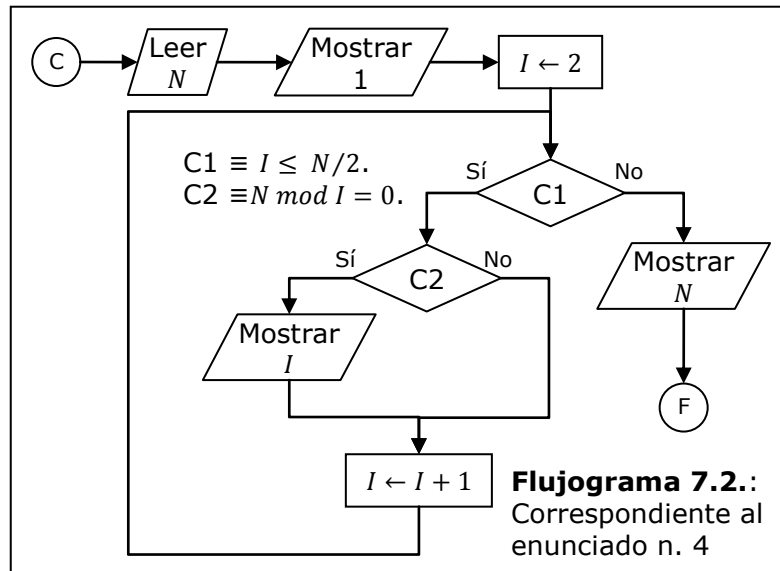 C
Leer
N
Mostrar
1
I ← 2
C1 ≡ I ≤ N/2.
C2 ≡N mod I = 0.
Sí
C1
No
Sí
C2
No
Mostrar
N
Mostrar
I
F
I ← I + 1
Flujograma 7.2.:
Correspondiente al
enunciado n. 4